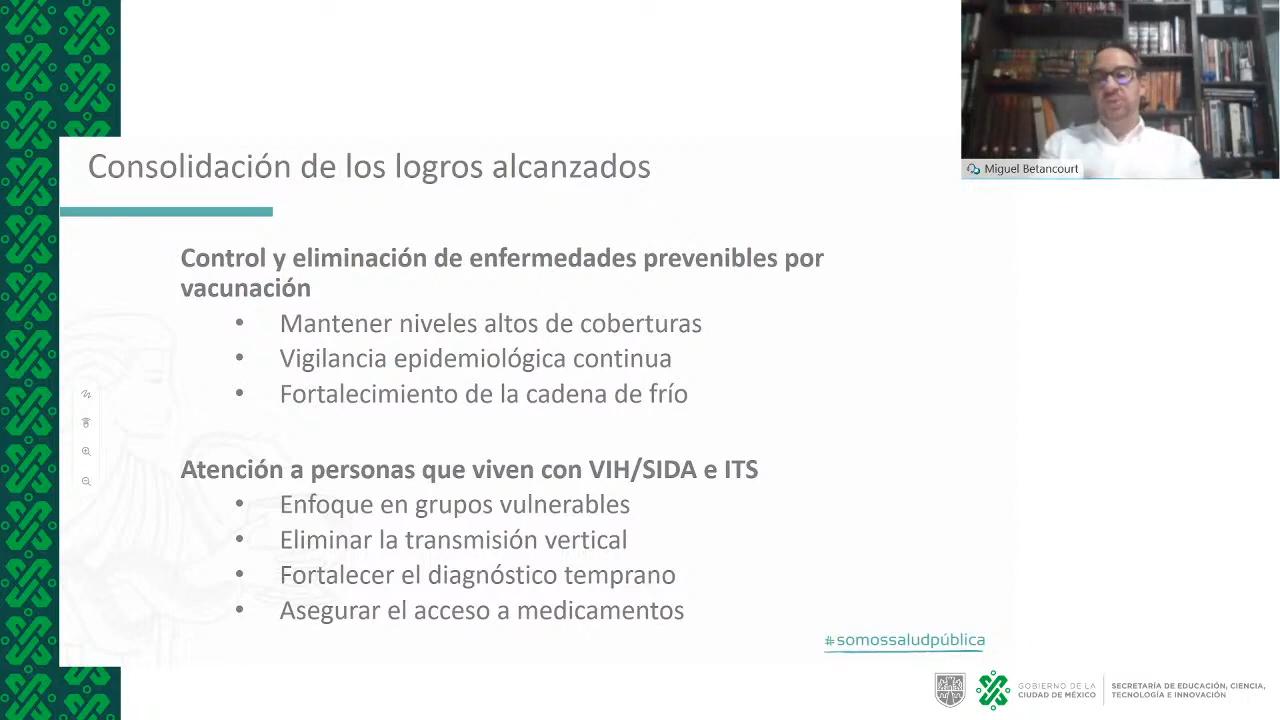 Miguel Betancourt
Consolidación de los logros alcanzados
Control y eliminación de enfermedades prevenibles por
vacunación
• Mantener niveles altos de coberturas
• Vigilancia epidemiológica continua
• Fortalecimiento de la cadena de frío
Atención a personas que viven con VIH/SIDA e ITS
• Enfoque en grupos vulnerables
• Eliminar la transmisión vertical
• Fortalecer el diagnóstico temprano
• Asegurar el acceso a medicamentos
#somossaludpública
GOBIERNO DE LA
CIUDAD DE MÉXICO
SECRETARÍA DE EDUCACIÓN, CIENCIA,
TECNOLOGÍA E INNOVACIÓN